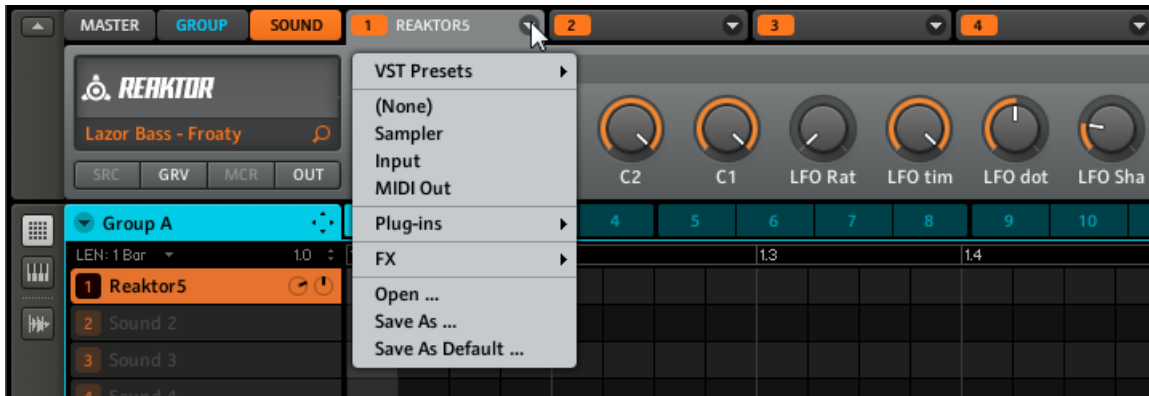 MASTER GROUP SOUND 1 REAKTOR5 2 3 4
REAKTOR
Lazor Bass - Froaty
SRC GRV MCR OUT
VST Presets
(None)
Sampler
Input
MIDI Out
Plug-ins
FX
Open ...
Save As ...
Save As Default ...
C2 C1 LFO Rat LFO tim LFO dot LFO Sha
Group A
4 5 6 7 8 9 10
LEN: 1 Bar 1.0
1.3 1.4
1 Reaktor5
2 Sound 2
3 Sound 3
4 Sound 4